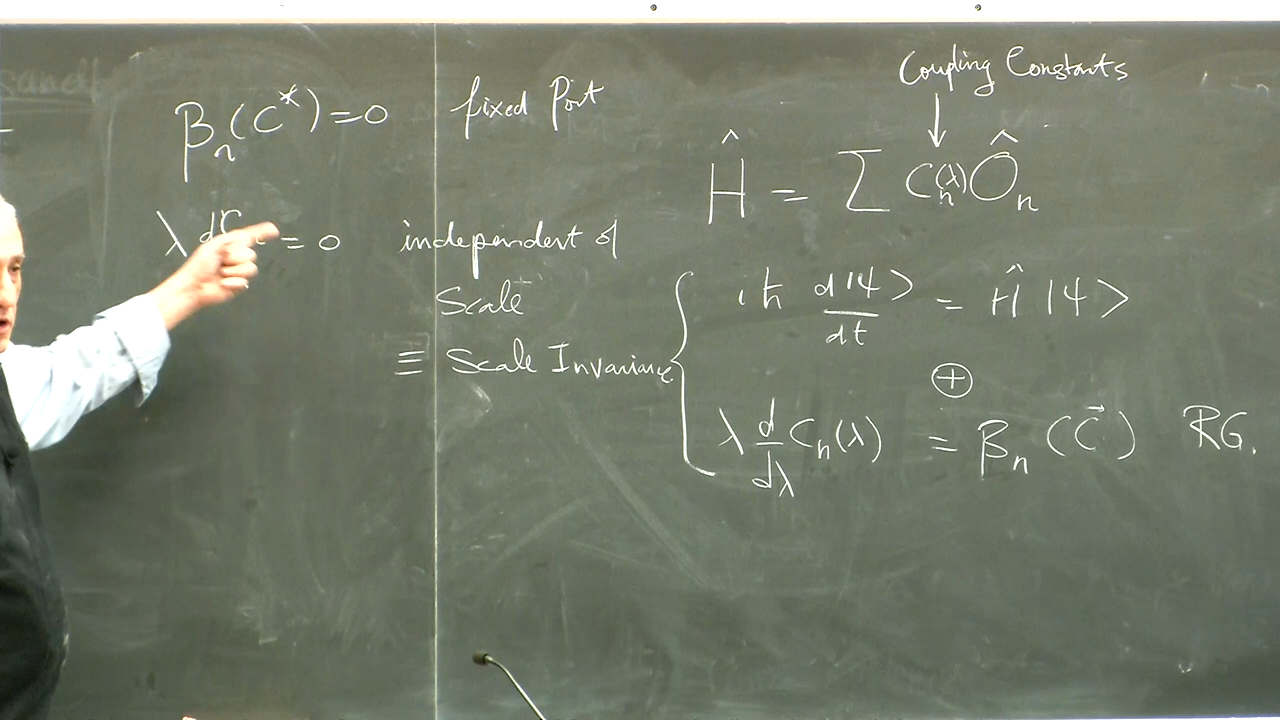 βₙ(C*) = 0 fixed Point
λ dC = 0 independent of
Scale
≡ Scale Invariance
Coupling Constants
↓
Ĥ = Σ Cₙ(λ) Ôₙ
iħ d|ψ>/dt = Ĥ |ψ>
⊕
λ d/dλ Cₙ(λ) = βₙ (C⃗) RG.